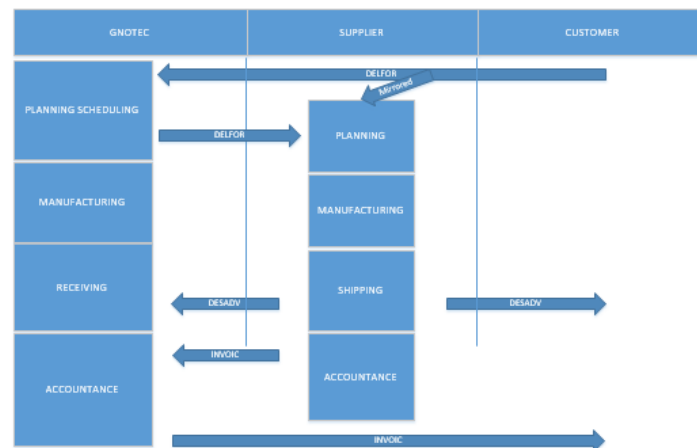 GNOTEC
SUPPLIER
CUSTOMER
DELFOR
Mirrored
PLANNING SCHEDULING
DELFOR
PLANNING
MANUFACTURING
MANUFACTURING
RECEIVING
SHIPPING
DESADV
DESADV
INVOIC
ACCOUNTANCE
ACCOUNTANCE
INVOIC